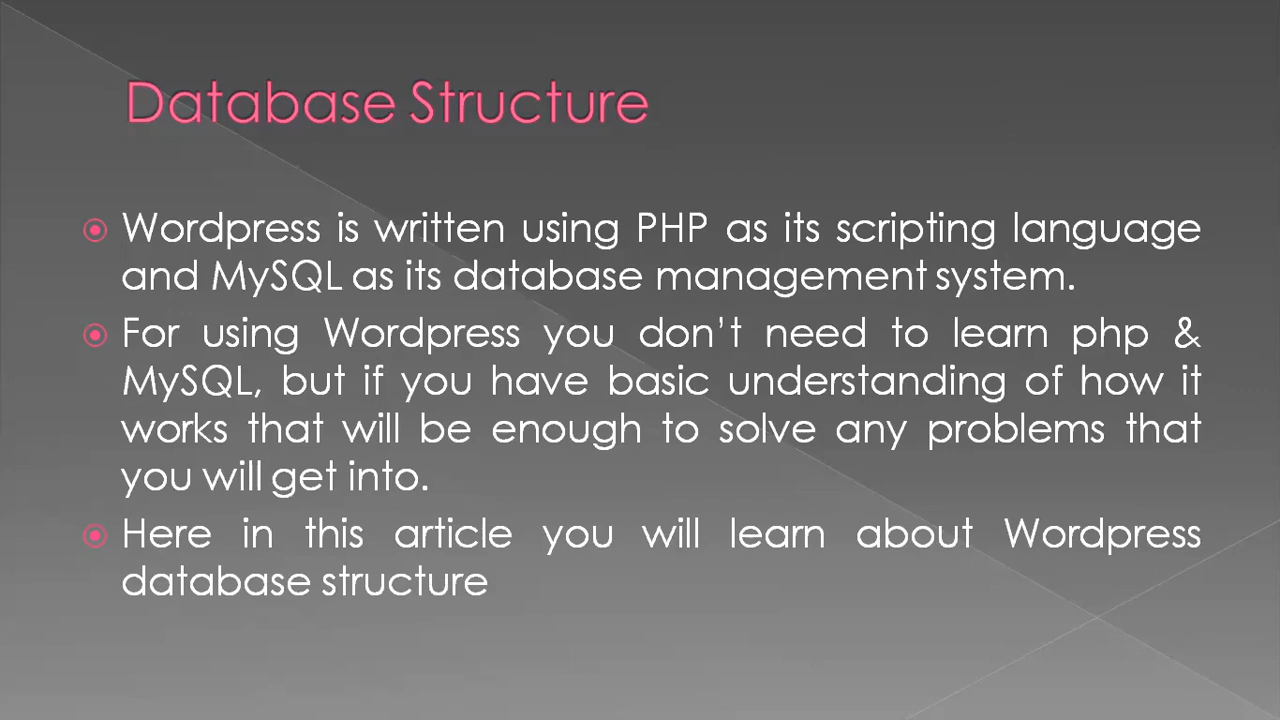 Database Structure
Wordpress is written using PHP as its scripting language
and MySQL as its database management system.
For using Wordpress you don't need to learn php &
MySQL, but if you have basic understanding of how it
works that will be enough to solve any problems that
you will get into.
Here in this article you will learn about Wordpress
database structure